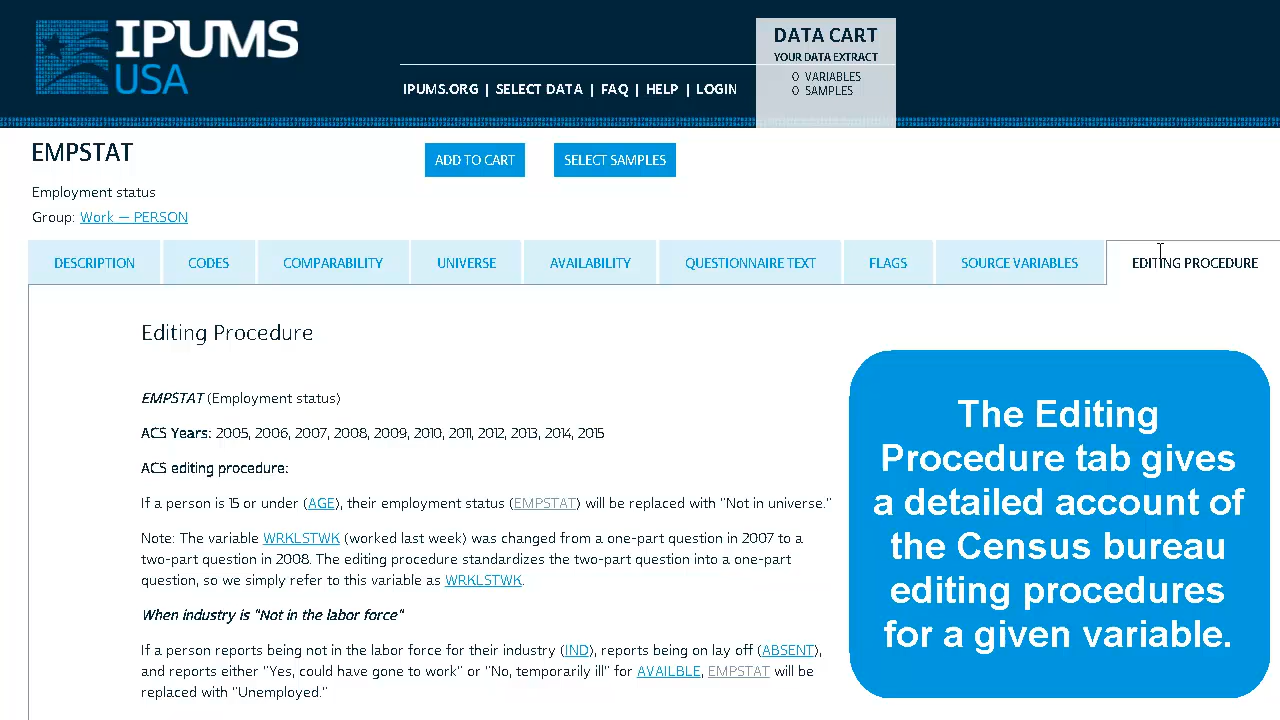 IPUMS
USA
DATA CART
YOUR DATA EXTRACT
0 VARIABLES
0 SAMPLES
IPUMS.ORG | SELECT DATA | FAQ | HELP | LOGIN
EMPSTAT
ADD TO CART
SELECT SAMPLES
Employment status
Group: Work — PERSON
DESCRIPTION CODES COMPARABILITY UNIVERSE AVAILABILITY QUESTIONNAIRE TEXT FLAGS SOURCE VARIABLES EDITING PROCEDURE
Editing Procedure
EMPSTAT (Employment status)
ACS Years: 2005, 2006, 2007, 2008, 2009, 2010, 2011, 2012, 2013, 2014, 2015
ACS editing procedure:
If a person is 15 or under (AGE), their employment status (EMPSTAT) will be replaced with "Not in universe."
Note: The variable WRKLSTWK (worked last week) was changed from a one-part question in 2007 to a
two-part question in 2008. The editing procedure standardizes the two-part question into a one-part
question, so we simply refer to this variable as WRKLSTWK.
When industry is "Not in the labor force"
If a person reports being not in the labor force for their industry (IND), reports being on lay off (ABSENT),
and reports either "Yes, could have gone to work" or "No, temporarily ill" for AVAILBLE, EMPSTAT will be
replaced with "Unemployed."
The Editing
Procedure tab gives
a detailed account of
the Census bureau
editing procedures
for a given variable.